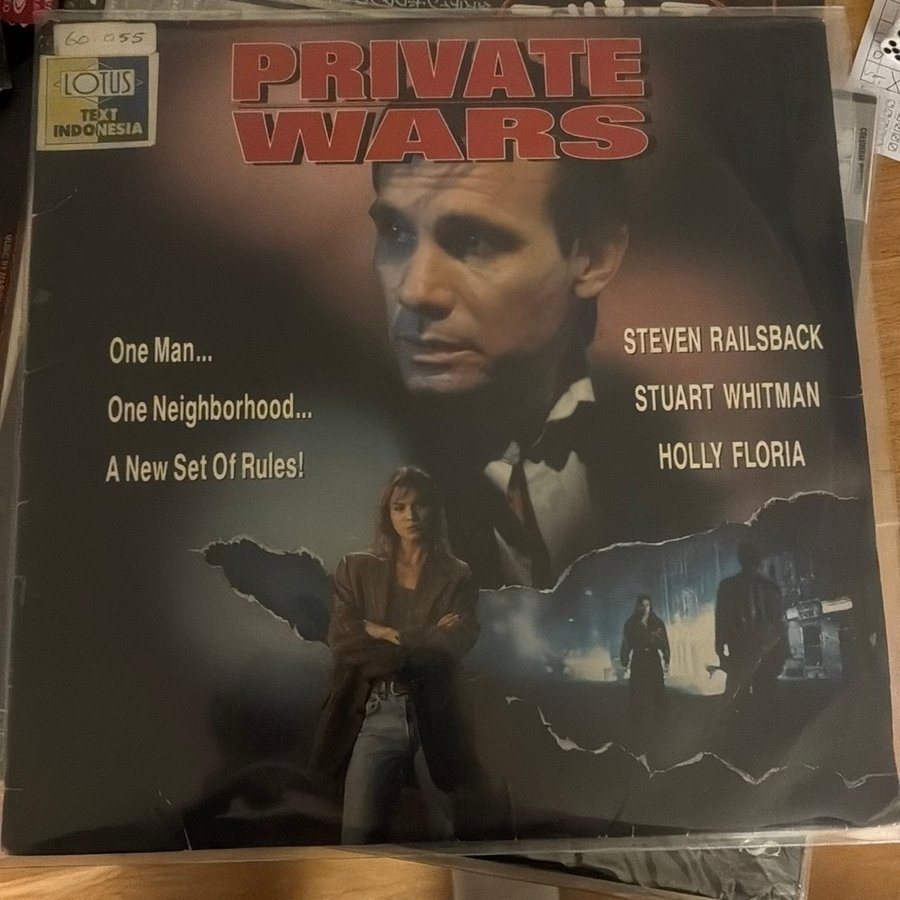 60.055
LOTUS
TEXT
INDONESIA
PRIVATE
WARS
One Man...
One Neighborhood...
A New Set Of Rules!
STEVEN RAILSBACK
STUART WHITMAN
HOLLY FLORIA